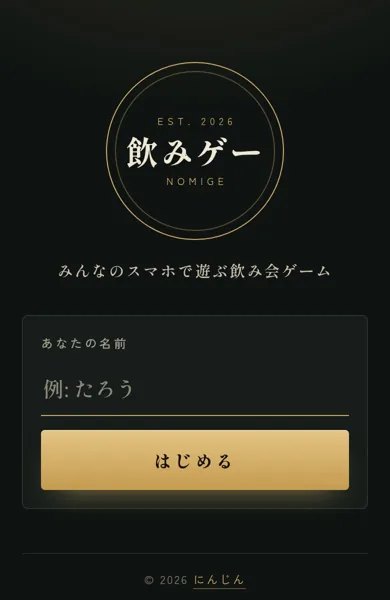 EST. 2026
飲みゲー
NOMIGE
みんなのスマホで遊ぶ飲み会ゲーム
あなたの名前
例: たろう
はじめる
© 2026 にんじん